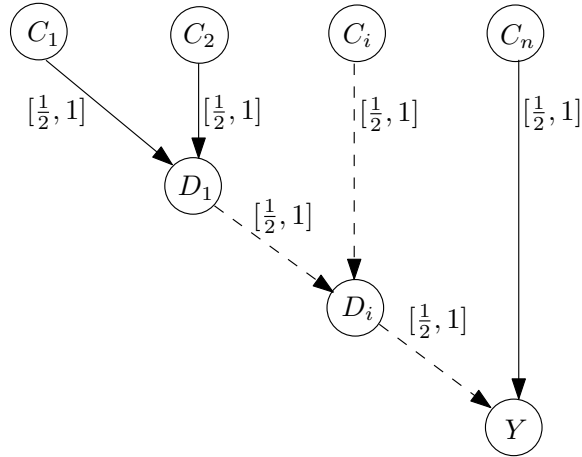 C₁ C₂ Cᵢ Cₙ
[½, 1] [½, 1] [½, 1] [½, 1]
D₁
[½, 1]
Dᵢ
[½, 1]
Y